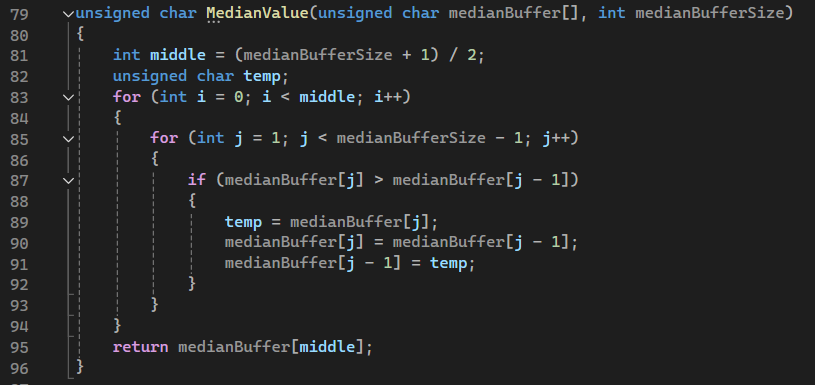 79 unsigned char MedianValue(unsigned char medianBuffer[], int medianBufferSize)
80 {
81     int middle = (medianBufferSize + 1) / 2;
82     unsigned char temp;
83     for (int i = 0; i < middle; i++)
84     {
85         for (int j = 1; j < medianBufferSize - 1; j++)
86         {
87             if (medianBuffer[j] > medianBuffer[j - 1])
88             {
89                 temp = medianBuffer[j];
90                 medianBuffer[j] = medianBuffer[j - 1];
91                 medianBuffer[j - 1] = temp;
92             }
93         }
94     }
95     return medianBuffer[middle];
96 }